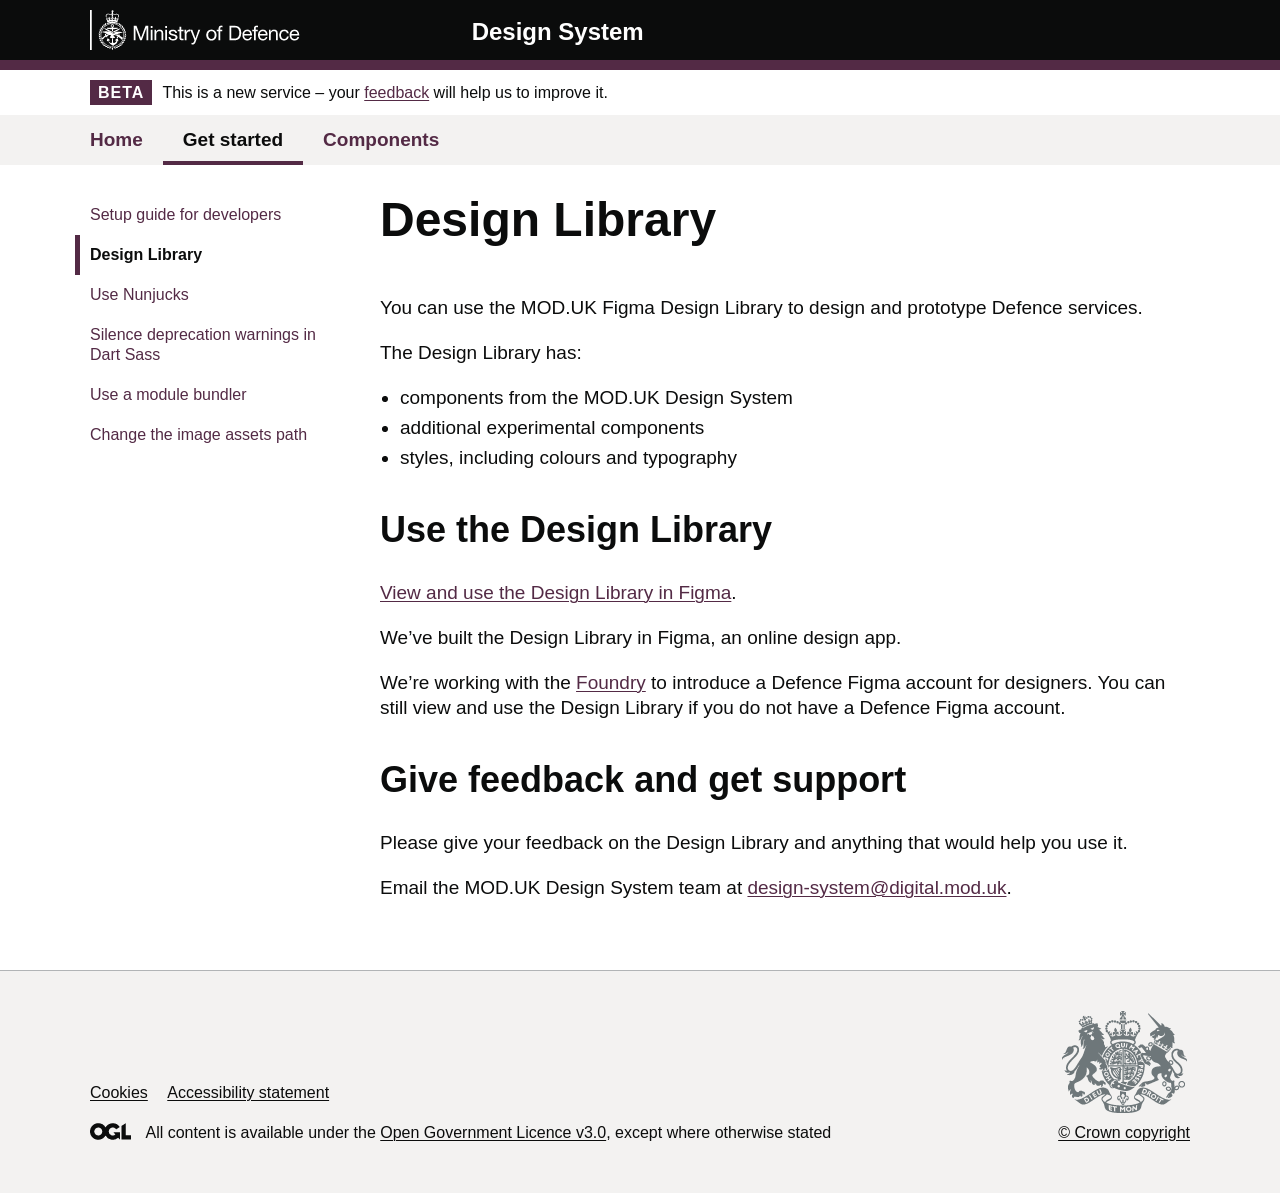 Ministry of Defence
Design System
BETA This is a new service – your feedback will help us to improve it.
Home Get started Components
Setup guide for developers
Design Library
Use Nunjucks
Silence deprecation warnings in
Dart Sass
Use a module bundler
Change the image assets path
Design Library
You can use the MOD.UK Figma Design Library to design and prototype Defence services.
The Design Library has:
• components from the MOD.UK Design System
• additional experimental components
• styles, including colours and typography
Use the Design Library
View and use the Design Library in Figma.
We’ve built the Design Library in Figma, an online design app.
We’re working with the Foundry to introduce a Defence Figma account for designers. You can
still view and use the Design Library if you do not have a Defence Figma account.
Give feedback and get support
Please give your feedback on the Design Library and anything that would help you use it.
Email the MOD.UK Design System team at design-system@digital.mod.uk.
Cookies Accessibility statement
OGL All content is available under the Open Government Licence v3.0, except where otherwise stated
DIEU ET MON DROIT
© Crown copyright